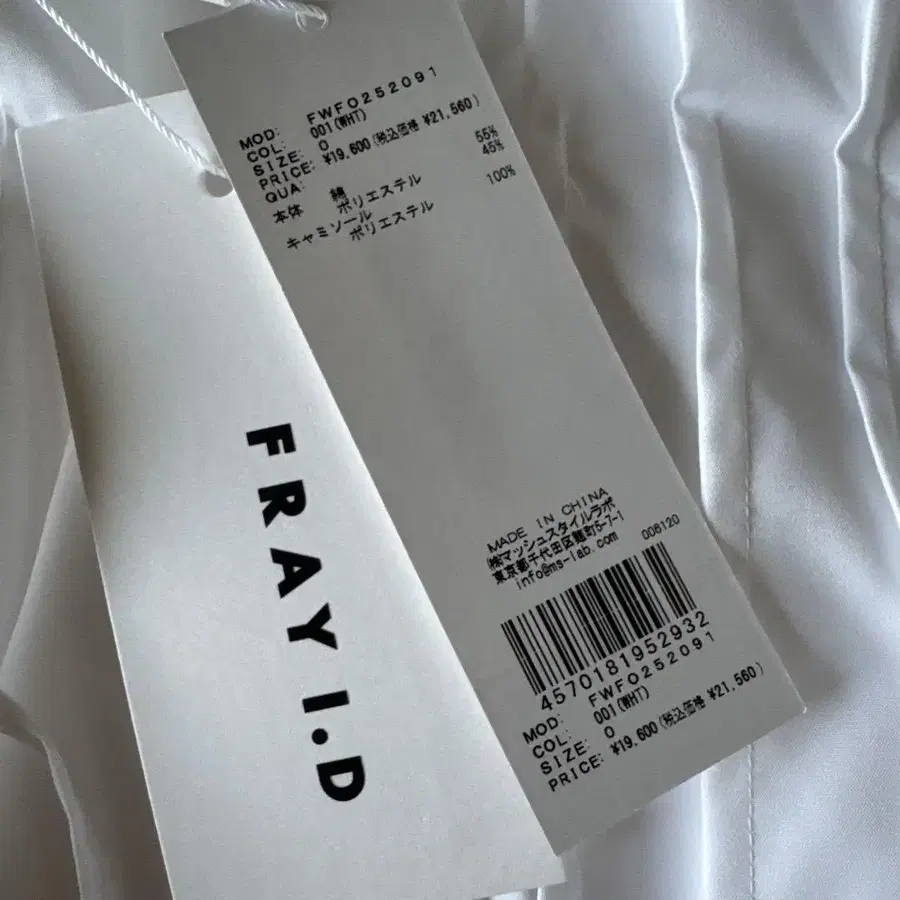 FRAY I.D
MOD: FWFO252091
COL: 001(WHT)
SIZE: 0
PRICE: ¥19,600(税込価格 ¥21,560)
QUA:
本体 綿 55%
ポリエステル 45%
キャミソール
ポリエステル 100%
MADE IN CHINA
㈱マッシュスタイルラボ
東京都千代田区麹町5-7-1
info@ms-lab.com 006120
4570181952932
MOD: FWFO252091
COL: 001(WHT)
SIZE: 0
PRICE: ¥19,600(税込価格 ¥21,560)